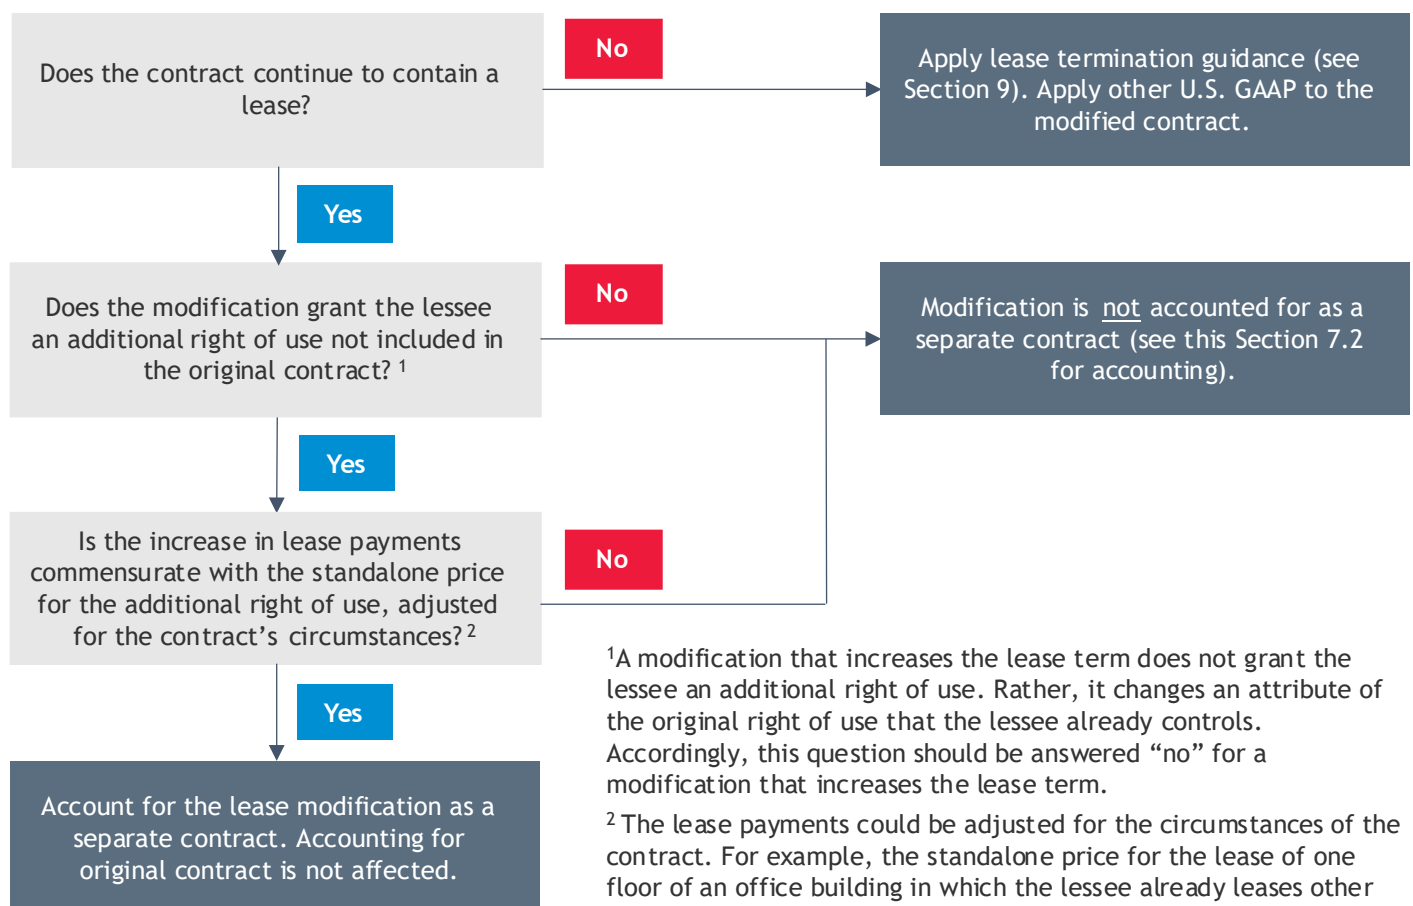 Does the contract continue to contain a
lease?
No
Apply lease termination guidance (see
Section 9). Apply other U.S. GAAP to the
modified contract.
Yes
Does the modification grant the lessee
an additional right of use not included in
the original contract? 1
No
Modification is not accounted for as a
separate contract (see this Section 7.2
for accounting).
Yes
Is the increase in lease payments
commensurate with the standalone price
for the additional right of use, adjusted
for the contract’s circumstances? 2
No
Yes
Account for the lease modification as a
separate contract. Accounting for
original contract is not affected.
1A modification that increases the lease term does not grant the
lessee an additional right of use. Rather, it changes an attribute of
the original right of use that the lessee already controls.
Accordingly, this question should be answered “no” for a
modification that increases the lease term.
2 The lease payments could be adjusted for the circumstances of the
contract. For example, the standalone price for the lease of one
floor of an office building in which the lessee already leases other